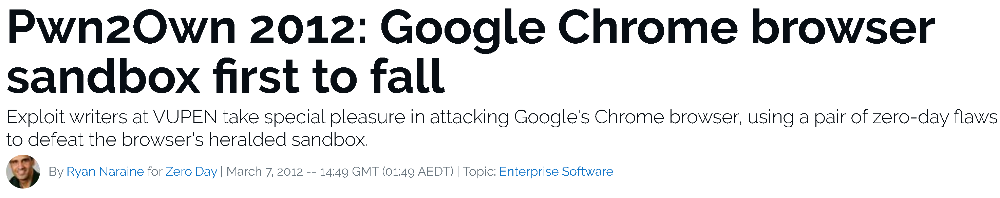 Pwn2Own 2012: Google Chrome browser
sandbox first to fall
Exploit writers at VUPEN take special pleasure in attacking Google's Chrome browser, using a pair of zero-day flaws
to defeat the browser's heralded sandbox.
By Ryan Naraine for Zero Day | March 7, 2012 -- 14:49 GMT (01:49 AEDT) | Topic: Enterprise Software